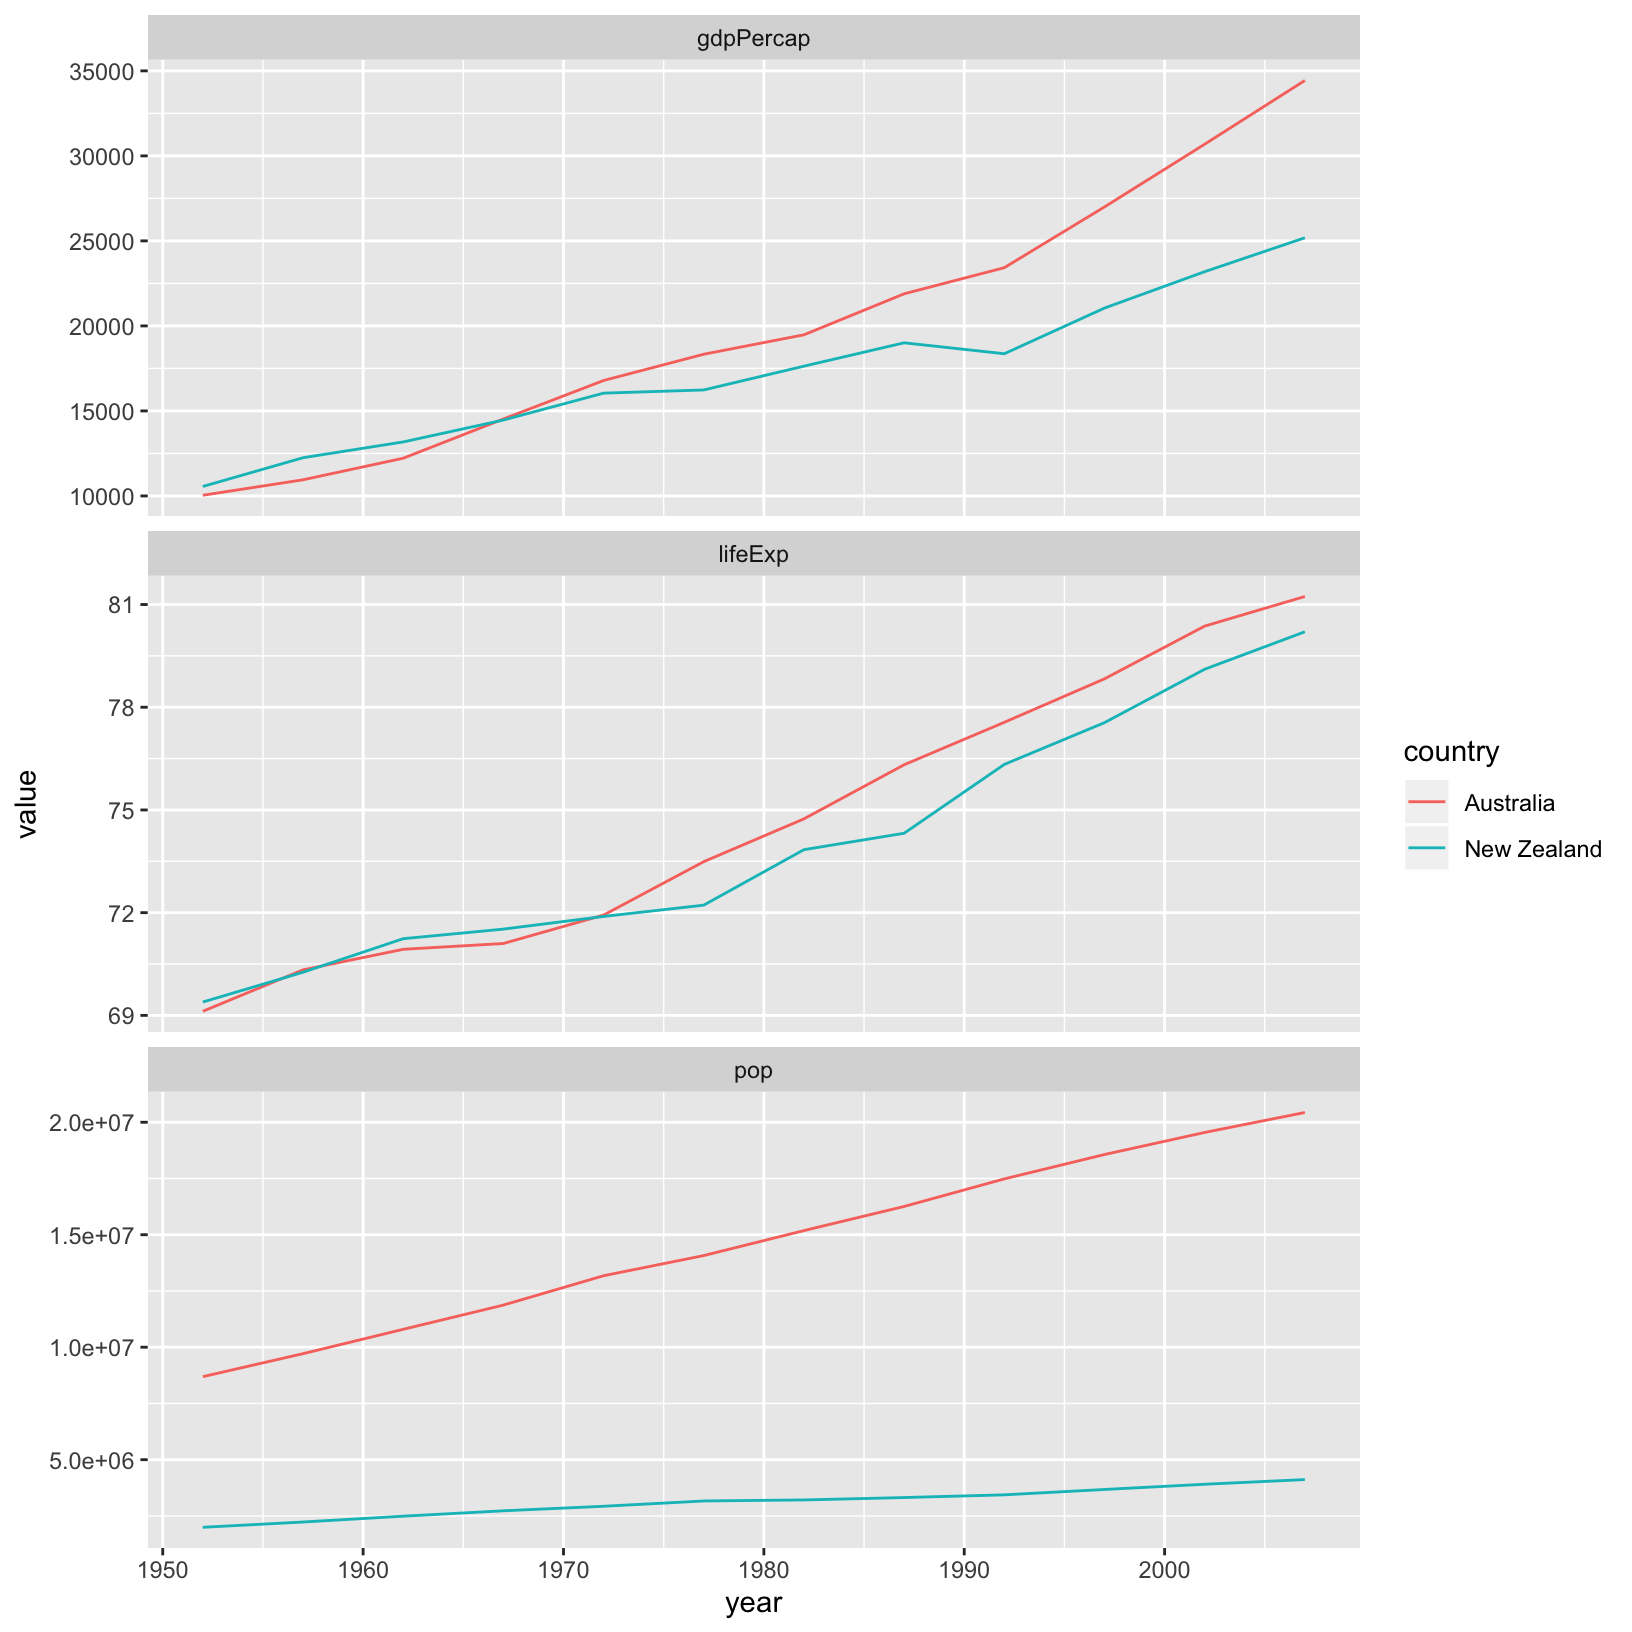 gdpPercap
35000
30000
25000
20000
15000
10000
lifeExp
81
78
75
72
69
pop
2.0e+07
1.5e+07
1.0e+07
5.0e+06
1950 1960 1970 1980 1990 2000
year
value
country
Australia
New Zealand